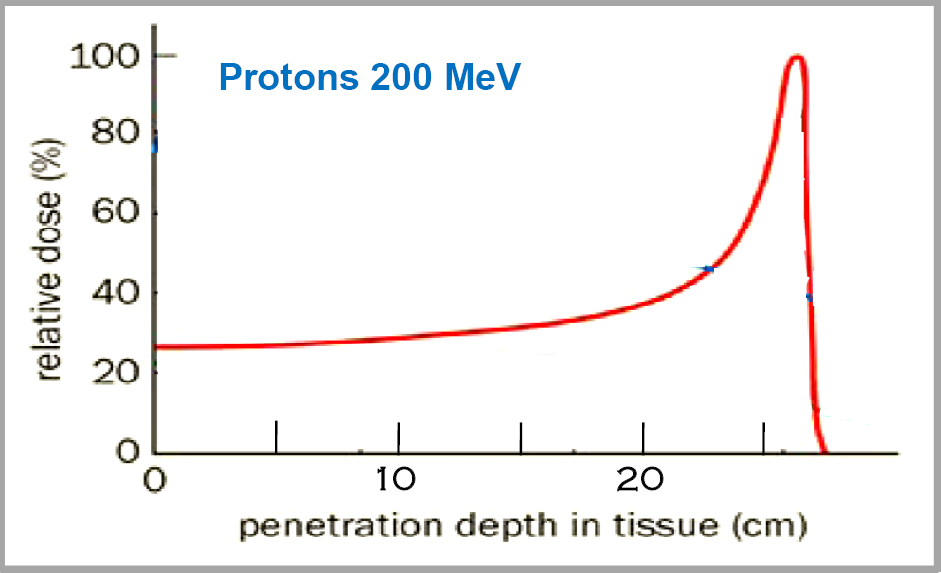 Protons 200 MeV
relative dose (%)
100
80
60
40
20
0
0 10 20
penetration depth in tissue (cm)